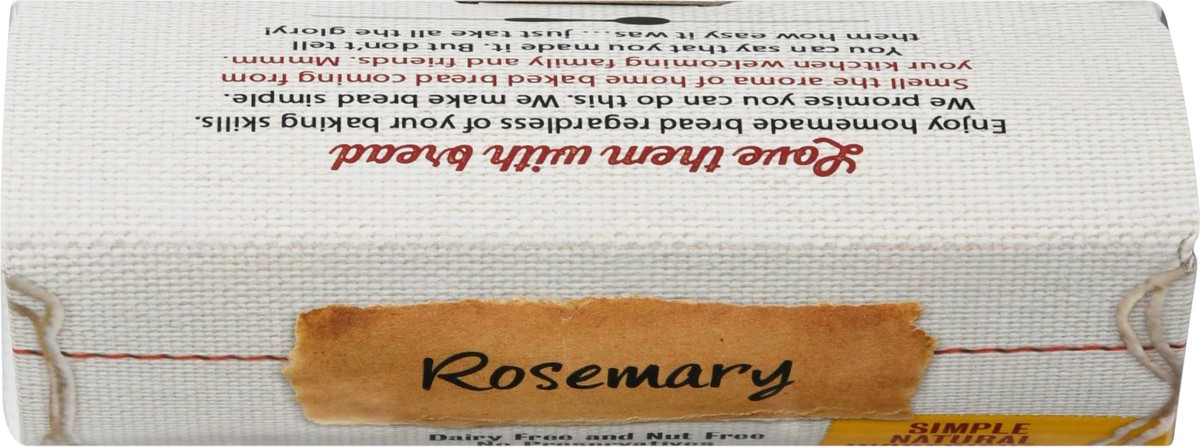 Love them with bread
Enjoy homemade bread regardless of your baking skills.
We promise you can do this. We make bread simple.
Smell the aroma of home baked bread coming from
your kitchen welcoming family and friends. Mmmm.
You can say that you made it. But don't tell
them how easy it was.... just take all the glory!
Rosemary
Dairy Free and Nut Free
No Preservatives
SIMPLE
NATURAL